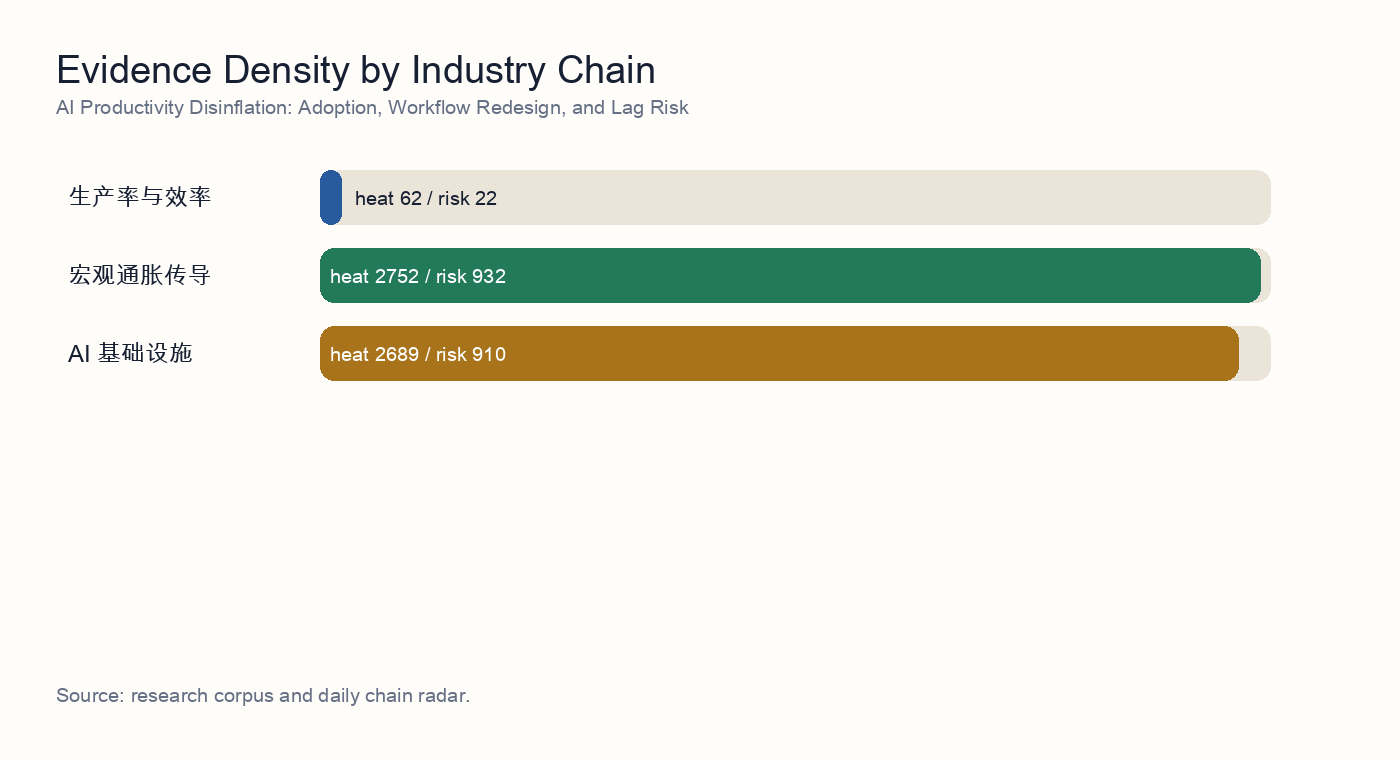 Evidence Density by Industry Chain
AI Productivity Disinflation: Adoption, Workflow Redesign, and Lag Risk
生产率与效率 heat 62 / risk 22
宏观通胀传导 heat 2752 / risk 932
AI 基础设施 heat 2689 / risk 910
Source: research corpus and daily chain radar.